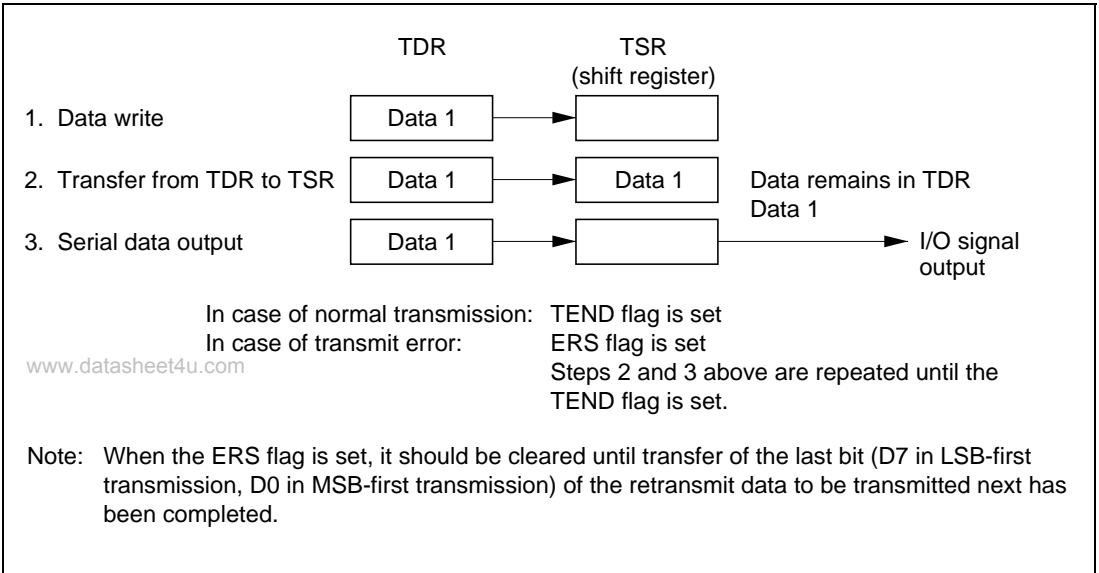 TDR TSR
(shift register)
1. Data write Data 1
2. Transfer from TDR to TSR Data 1 Data 1 Data remains in TDR
Data 1
3. Serial data output Data 1 I/O signal
output
In case of normal transmission: TEND flag is set
In case of transmit error: ERS flag is set
www.datasheet4u.com
Steps 2 and 3 above are repeated until the
TEND flag is set.
Note: When the ERS flag is set, it should be cleared until transfer of the last bit (D7 in LSB-first
transmission, D0 in MSB-first transmission) of the retransmit data to be transmitted next has
been completed.